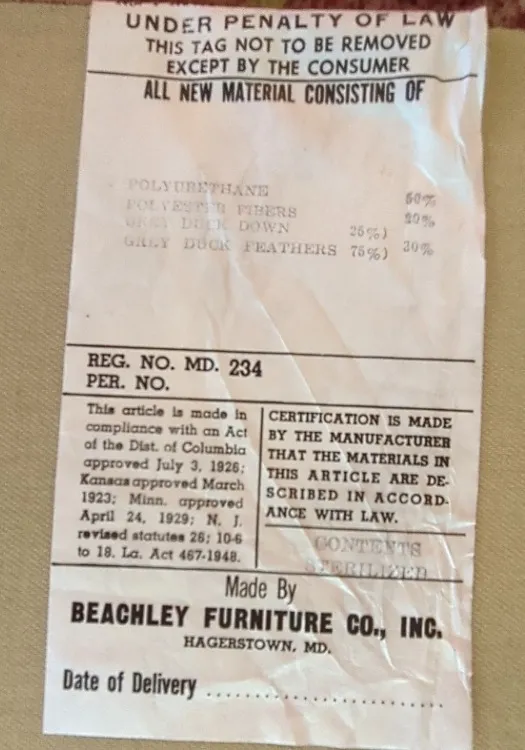 UNDER PENALTY OF LAW
THIS TAG NOT TO BE REMOVED
EXCEPT BY THE CONSUMER
ALL NEW MATERIAL CONSISTING OF
POLYURETHANE 50%
POLYESTER FIBERS 20%
GREY DUCK DOWN 25%)
GREY DUCK FEATHERS 75%) 30%
REG. NO. MD. 234
PER. NO.
This article is made in
compliance with an Act
of the Dist. of Columbia
approved July 3, 1926;
Kansas approved March
1923; Minn. approved
April 24, 1929; N. J.
revised statutes 26; 10-6
to 18. La. Act 467-1948.
CERTIFICATION IS MADE
BY THE MANUFACTURER
THAT THE MATERIALS IN
THIS ARTICLE ARE DE-
SCRIBED IN ACCORD-
ANCE WITH LAW.
CONTENTS
STERILIZED
Made By
BEACHLEY FURNITURE CO., INC.
HAGERSTOWN, MD.
Date of Delivery ........................